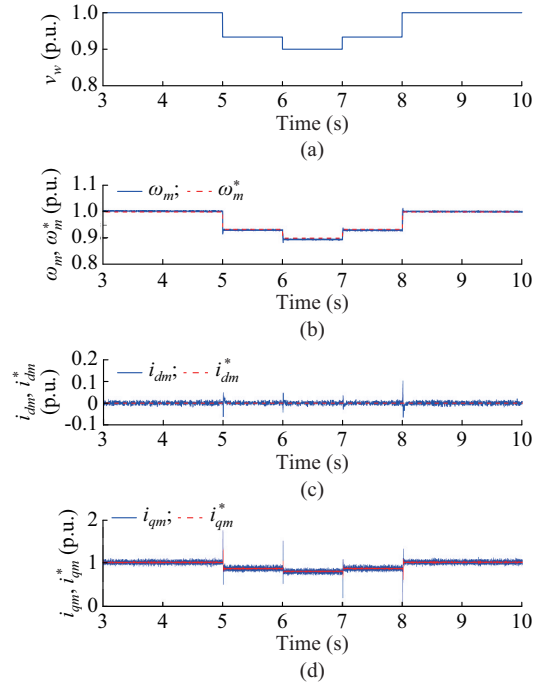 v_w (p.u.)
1.0
0.9
0.8
3 4 5 6 7 8 9 10
Time (s)
(a)
ω_m, ω_m^* (p.u.)
ω_m; ω_m^*
1.1
1.0
0.9
0.8
3 4 5 6 7 8 9 10
Time (s)
(b)
i_dm, i_dm^* (p.u.)
i_dm; i_dm^*
0.2
0.1
0
-0.1
3 4 5 6 7 8 9 10
Time (s)
(c)
i_qm, i_qm^* (p.u.)
i_qm; i_qm^*
2
1
0
3 4 5 6 7 8 9 10
Time (s)
(d)